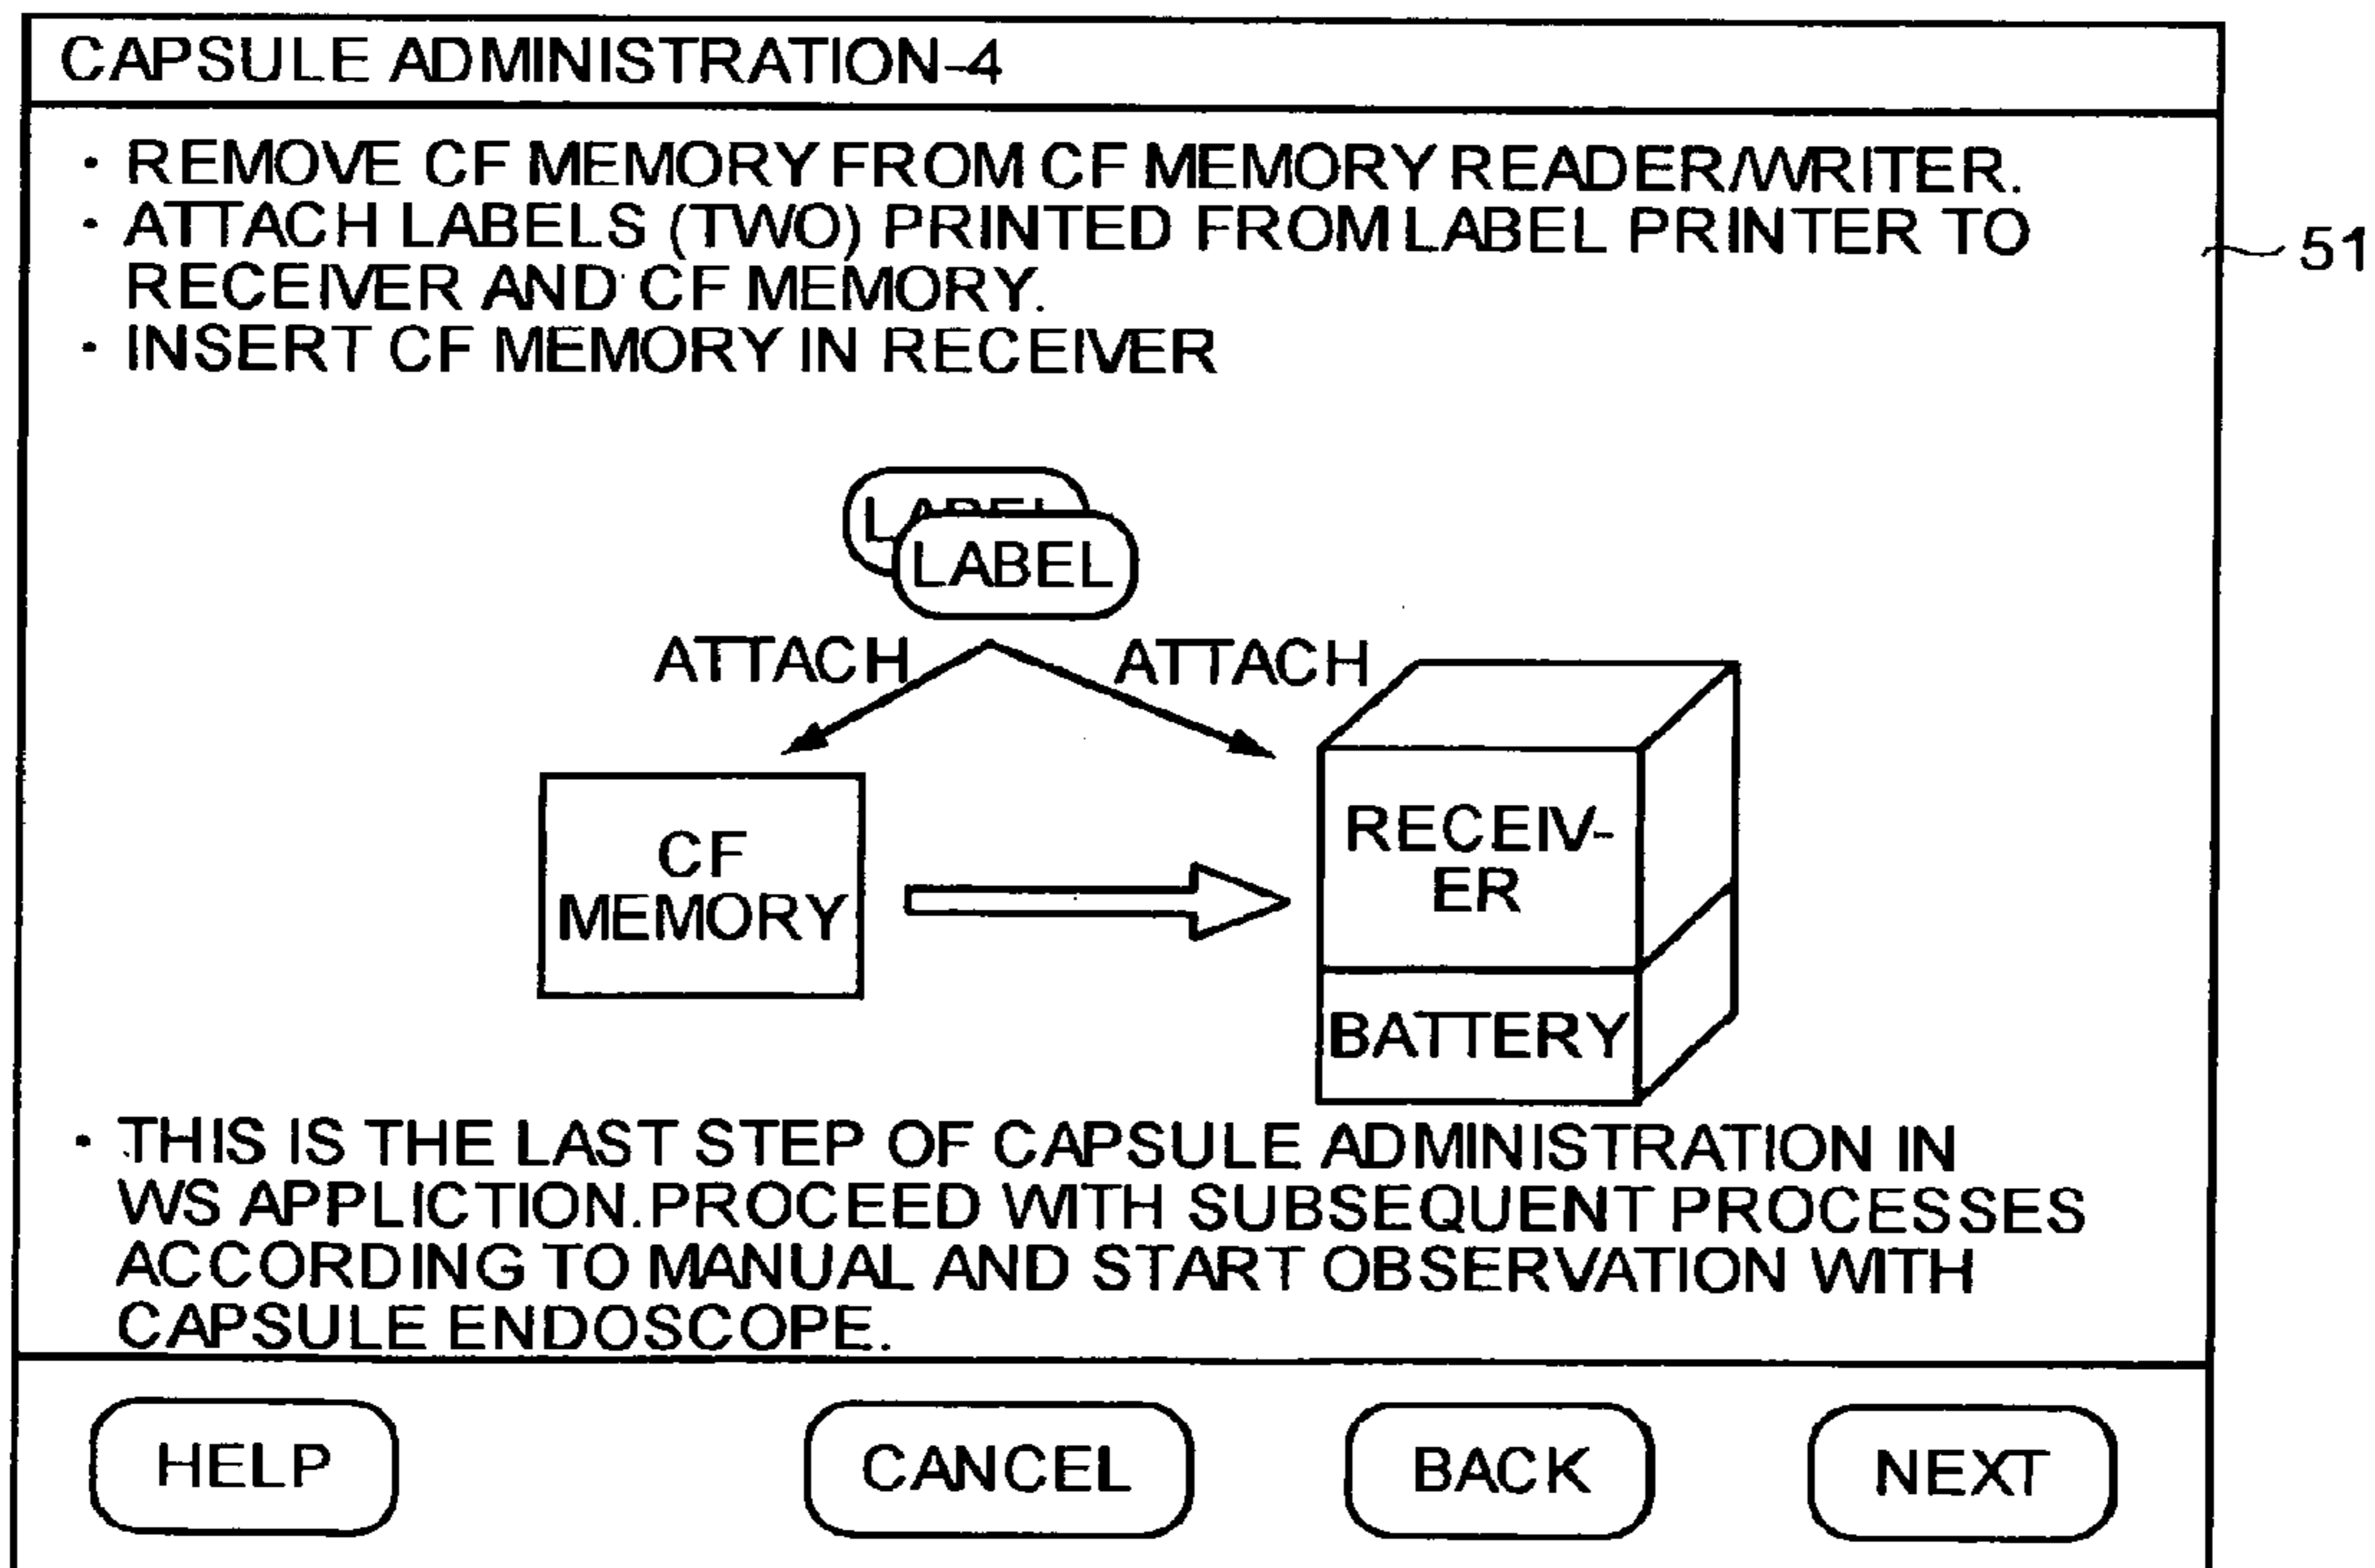 CAPSULE ADMINISTRATION-4
· REMOVE CF MEMORY FROM CF MEMORY READER/WRITER.
· ATTACH LABELS (TWO) PRINTED FROM LABEL PRINTER TO
RECEIVER AND CF MEMORY.
· INSERT CF MEMORY IN RECEIVER
51
LABEL
LABEL
ATTACH
ATTACH
CF
MEMORY
RECEIV-
ER
BATTERY
· THIS IS THE LAST STEP OF CAPSULE ADMINISTRATION IN
WS APPLICTION.PROCEED WITH SUBSEQUENT PROCESSES
ACCORDING TO MANUAL AND START OBSERVATION WITH
CAPSULE ENDOSCOPE.
HELP
CANCEL
BACK
NEXT